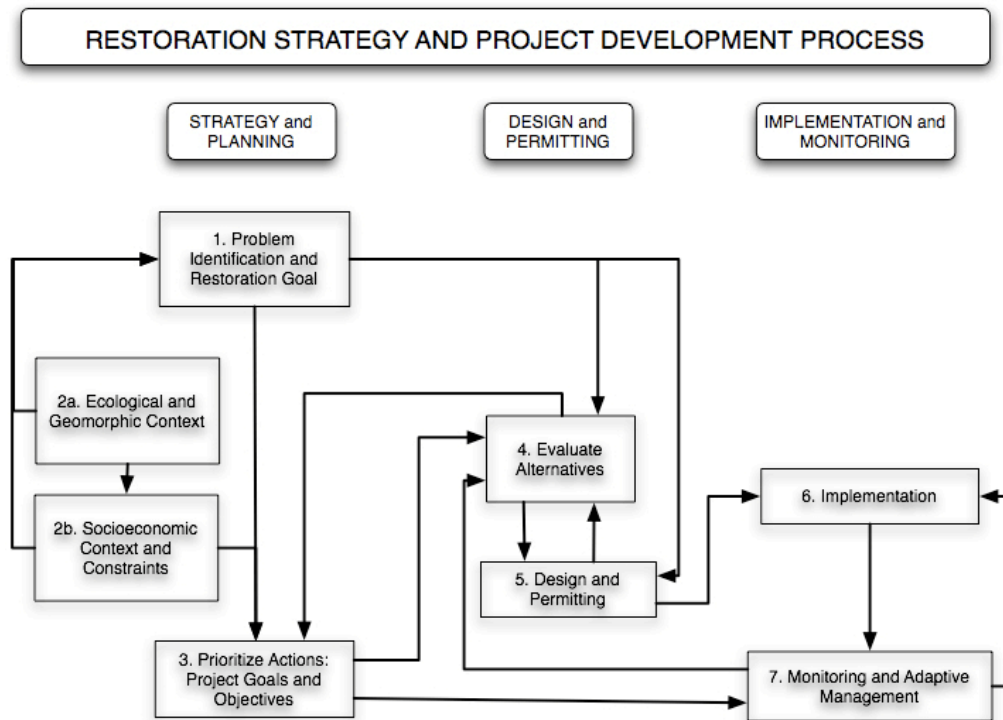 RESTORATION STRATEGY AND PROJECT DEVELOPMENT PROCESS
STRATEGY and
PLANNING
DESIGN and
PERMITTING
IMPLEMENTATION and
MONITORING
1. Problem
Identification and
Restoration Goal
2a. Ecological and
Geomorphic Context
2b. Socioeconomic
Context and
Constraints
3. Prioritize Actions:
Project Goals and
Objectives
4. Evaluate
Alternatives
5. Design and
Permitting
6. Implementation
7. Monitoring and Adaptive
Management